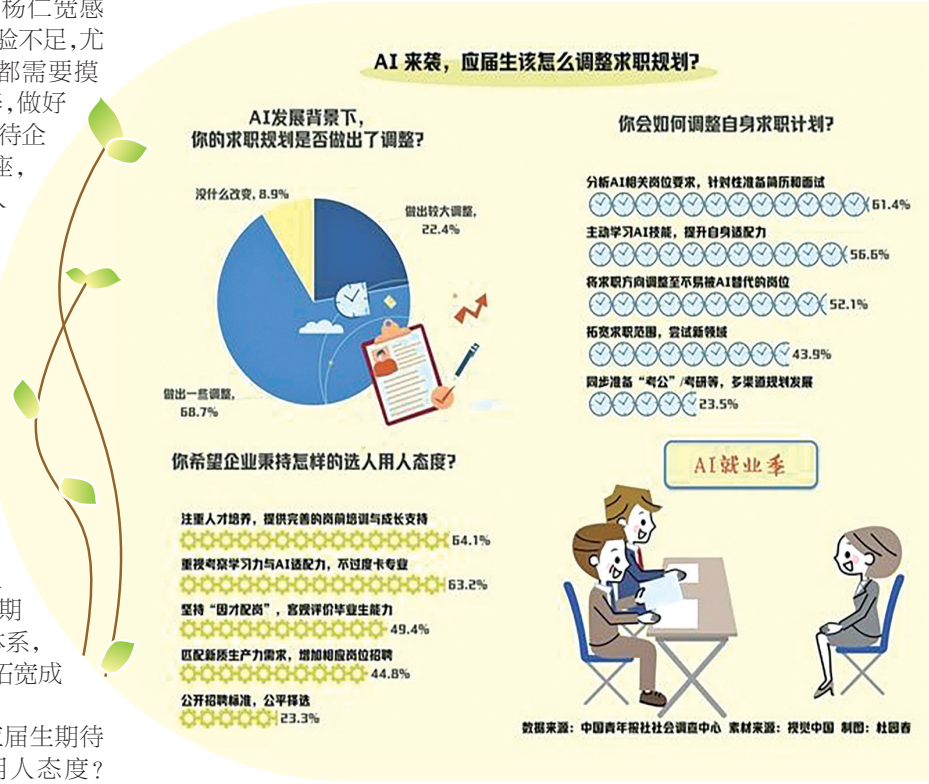 杨仁宽感
验不足，尤
都需要摸
，做好
待企
座，
AI 来袭，应届生该怎么调整求职规划？
AI发展背景下，
你的求职规划是否做出了调整？
没什么改变, 8.9%
做出较大调整,
22.4%
做出一些调整,
68.7%
你会如何调整自身求职计划？
分析AI相关岗位要求，针对性准备简历和面试
61.4%
主动学习AI技能，提升自身适配力
56.6%
将求职方向调整至不易被AI替代的岗位
52.1%
拓宽求职范围，尝试新领域
43.9%
同步准备“考公”/考研等，多渠道规划发展
23.5%
你希望企业秉持怎样的选人用人态度？
注重人才培养，提供完善的岗前培训与成长支持
64.1%
重视考察学习力与AI适配力，不过度卡专业
63.2%
坚持“因才配岗”，客观评价毕业生能力
49.4%
匹配新质生产力需求，增加相应岗位招聘
44.8%
公开招聘标准，公平择选
23.3%
AI就业季
数据来源：中国青年报社社会调查中心 素材来源：视觉中国 制图：杜园春
期
体系，
石宽成
届生期待
用人态度？